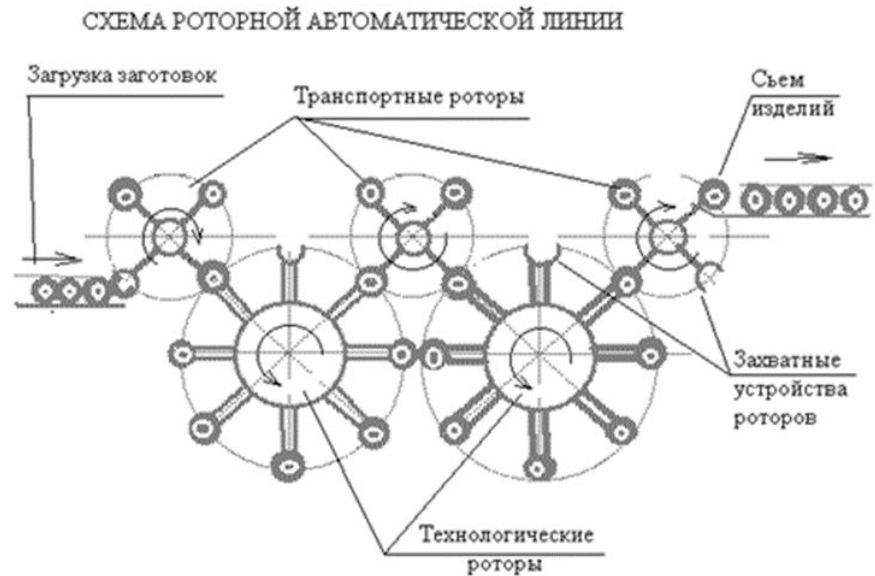 СХЕМА РОТОРНОЙ АВТОМАТИЧЕСКОЙ ЛИНИИ
Загрузка заготовок
Транспортные роторы
Сьем
изделий
Захватные
устройства
роторов
Технологические
роторы